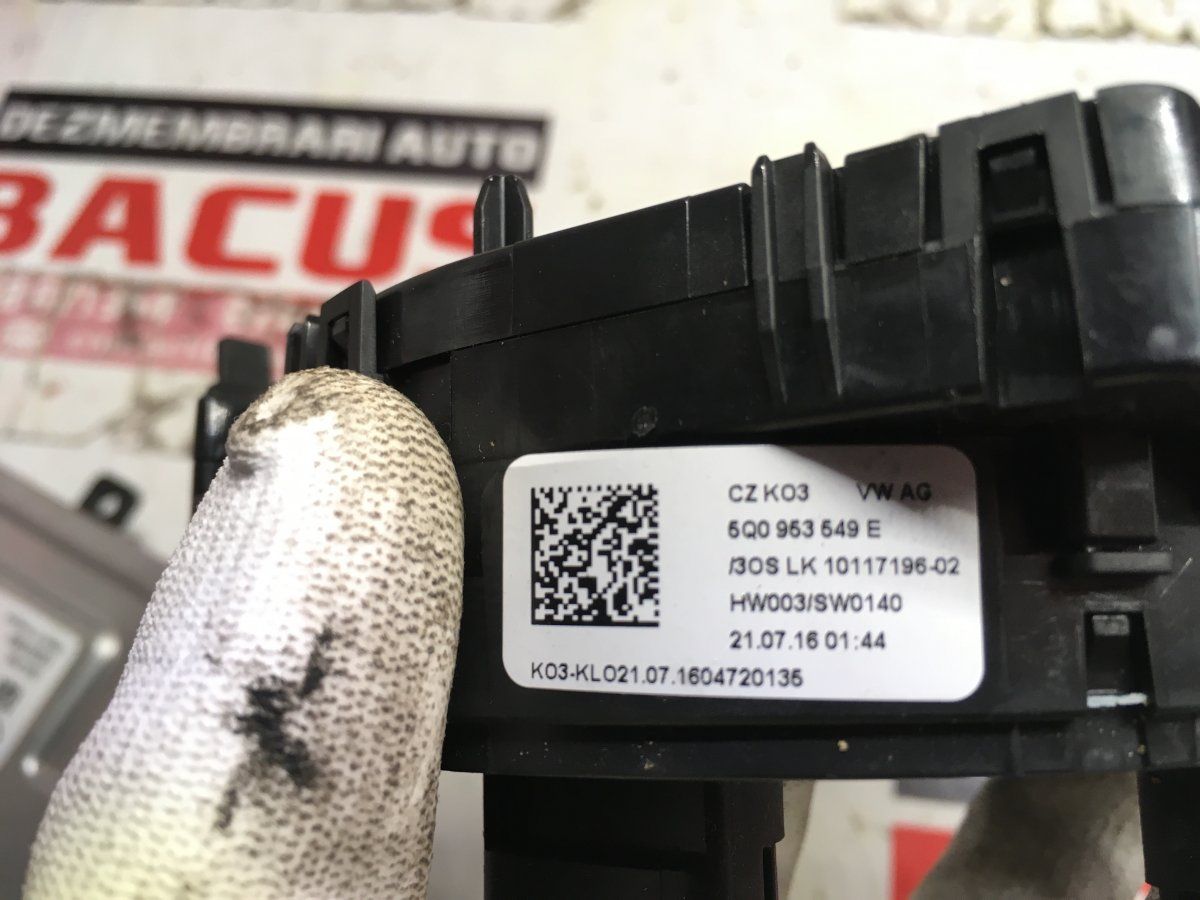 DEZMEMBRARI AUTO
BACUS
CZ K03 VW AG
5Q0 953 549 E
/3OS LK 10117196-02
HW003/SW0140
21.07.16 01:44
K03-KLO21.07.1604720135